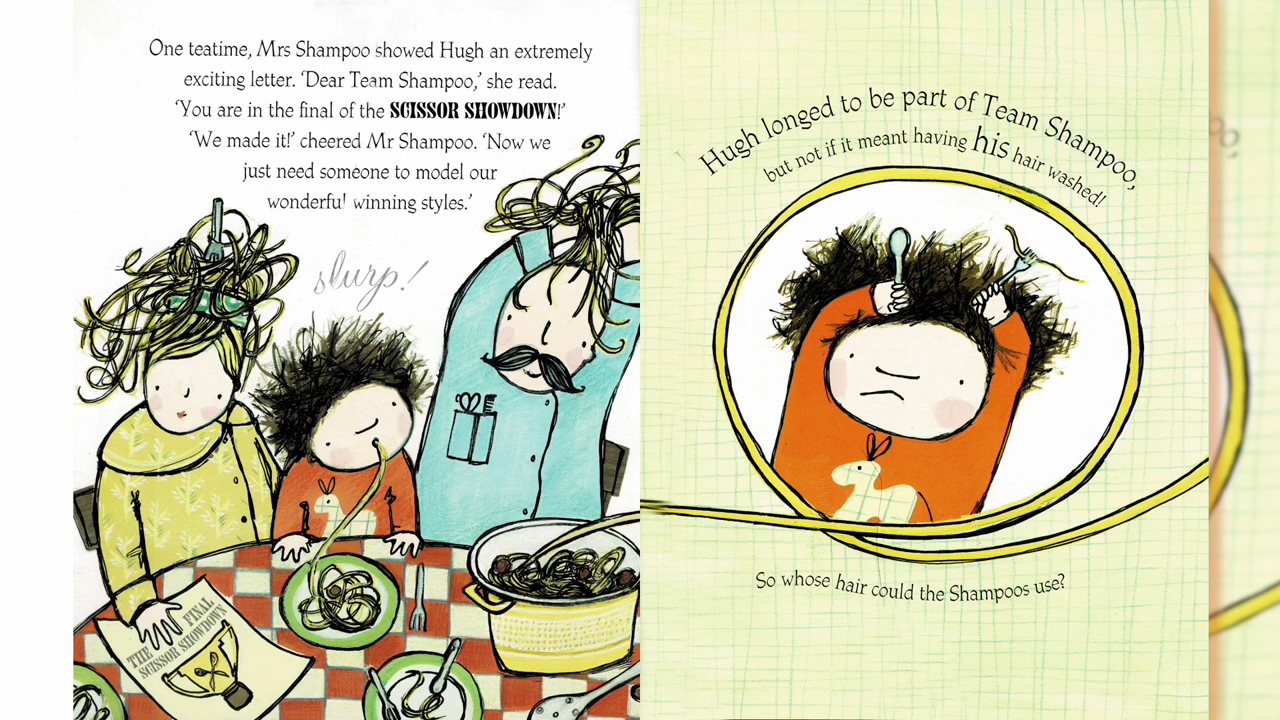 One teatime, Mrs Shampoo showed Hugh an extremely
exciting letter. ‘Dear Team Shampoo,’ she read.
‘You are in the final of the SCISSOR SHOWDOWN!’
‘We made it!’ cheered Mr Shampoo. ‘Now we
just need someone to model our
wonderful winning styles.’
slurp!
THE FINAL
SCISSOR SHOWDOWN
Hugh longed to be part of Team Shampoo,
but not if it meant having his hair washed!
So whose hair could the Shampoos use?